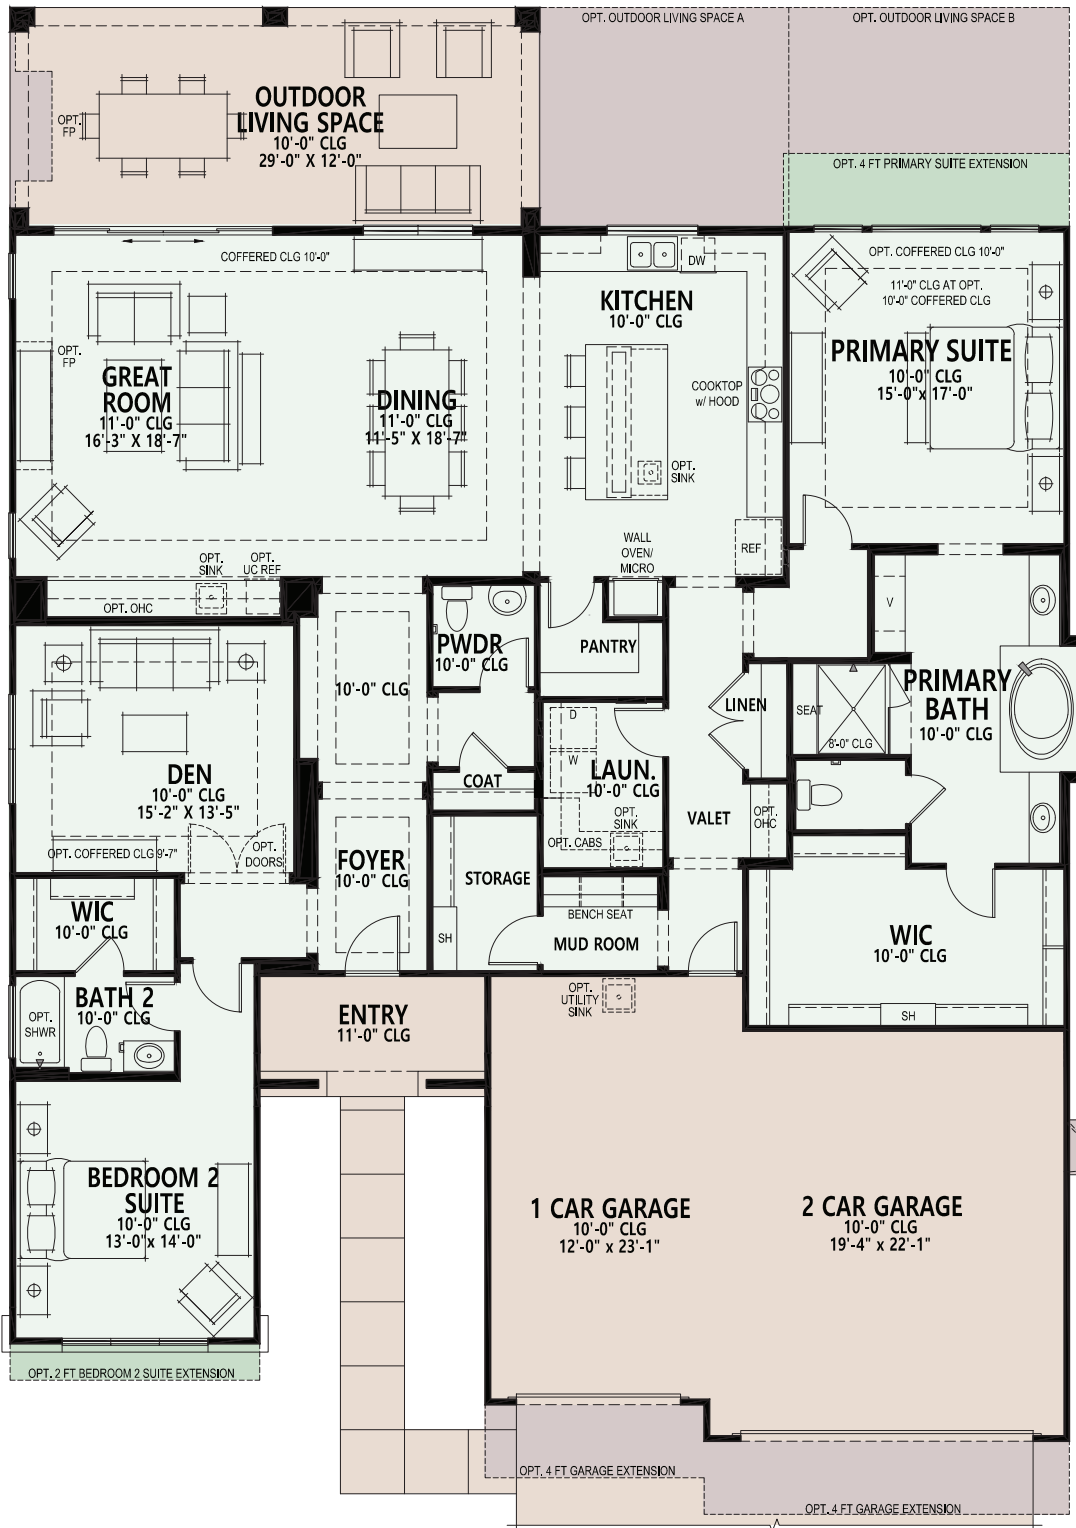 OPT. OUTDOOR LIVING SPACE A
OPT. OUTDOOR LIVING SPACE B
OUTDOOR
LIVING SPACE
10'-0" CLG
29'-0" X 12'-0"
OPT.
FP
OPT. 4 FT PRIMARY SUITE EXTENSION
COFFERED CLG 10'-0"
DW
KITCHEN
10'-0" CLG
OPT. COFFERED CLG 10'-0"
11'-0" CLG AT OPT.
10'-0" COFFERED CLG
PRIMARY SUITE
10'-0" CLG
15'-0"x 17'-0"
OPT.
FP
GREAT
ROOM
11'-0" CLG
16'-3" X 18'-7"
DINING
11'-0" CLG
11'-5" X 18'-7"
COOKTOP
w/ HOOD
OPT.
SINK
WALL
OVEN/
MICRO
REF
OPT.
SINK
OPT.
UC REF
OPT. OHC
PWDR
10'-0" CLG
PANTRY
V
10'-0" CLG
LINEN
SEAT
8'-0" CLG
PRIMARY
BATH
10'-0" CLG
D
W
LAUN.
10'-0" CLG
OPT.
SINK
OPT. CABS
DEN
10'-0" CLG
15'-2" X 13'-5"
OPT. COFFERED CLG 9'-7"
OPT.
DOORS
COAT
VALET
OPT.
OHC
FOYER
10'-0" CLG
STORAGE
SH
BENCH SEAT
MUD ROOM
WIC
10'-0" CLG
WIC
10'-0" CLG
SH
BATH 2
10'-0" CLG
OPT.
SHWR
OPT.
UTILITY
SINK
ENTRY
11'-0" CLG
BEDROOM 2
SUITE
10'-0" CLG
13'-0"x 14'-0"
1 CAR GARAGE
10'-0" CLG
12'-0" x 23'-1"
2 CAR GARAGE
10'-0" CLG
19'-4" x 22'-1"
OPT. 2 FT BEDROOM 2 SUITE EXTENSION
OPT. 4 FT GARAGE EXTENSION
OPT. 4 FT GARAGE EXTENSION